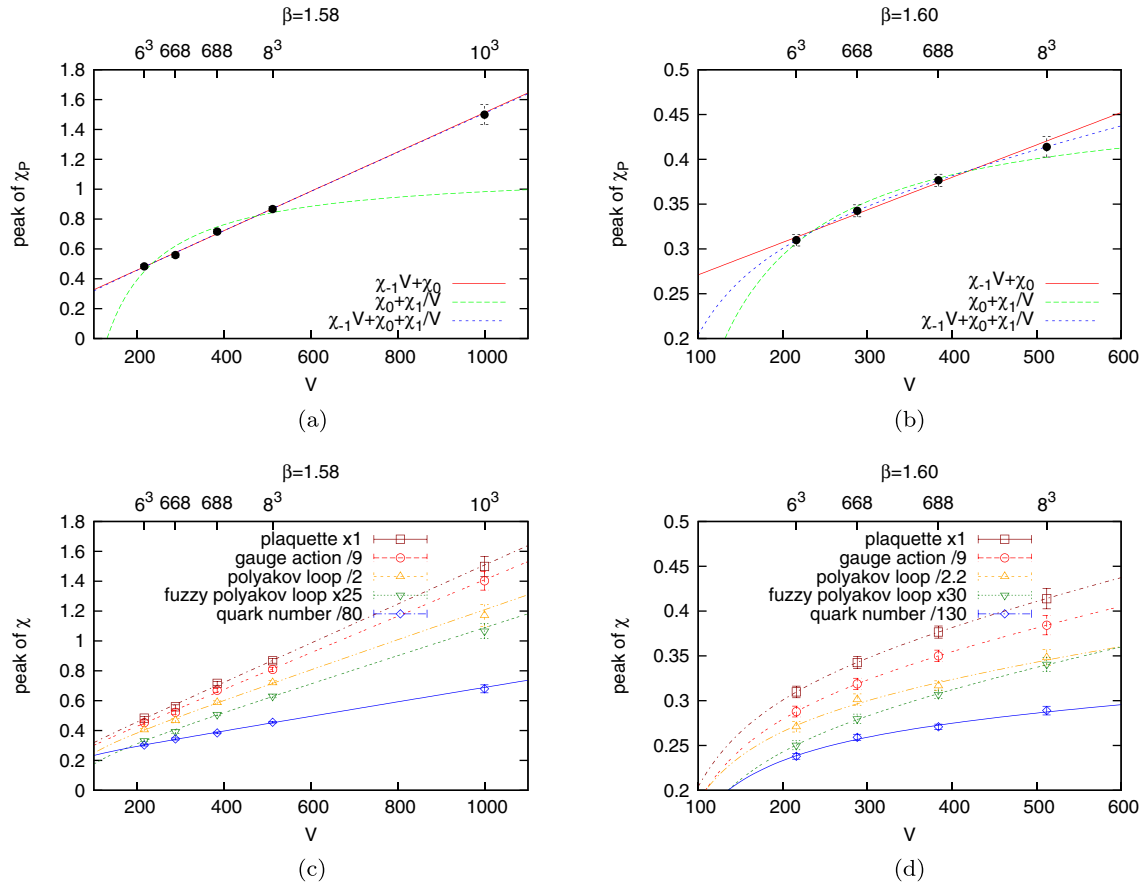 β=1.58
6³ 668 688 8³ 10³
peak of χ_P
1.8
1.6
1.4
1.2
1
0.8
0.6
0.4
0.2
0
χ₋₁V+χ₀
χ₀+χ₁/V
χ₋₁V+χ₀+χ₁/V
200 400 600 800 1000
V
(a)
β=1.60
6³ 668 688 8³
peak of χ_P
0.5
0.45
0.4
0.35
0.3
0.25
0.2
χ₋₁V+χ₀
χ₀+χ₁/V
χ₋₁V+χ₀+χ₁/V
100 200 300 400 500 600
V
(b)
β=1.58
6³ 668 688 8³ 10³
peak of χ
1.8
1.6
1.4
1.2
1
0.8
0.6
0.4
0.2
0
plaquette x1
gauge action /9
polyakov loop /2
fuzzy polyakov loop x25
quark number /80
200 400 600 800 1000
V
(c)
β=1.60
6³ 668 688 8³
peak of χ
0.5
0.45
0.4
0.35
0.3
0.25
0.2
plaquette x1
gauge action /9
polyakov loop /2.2
fuzzy polyakov loop x30
quark number /130
100 200 300 400 500 600
V
(d)